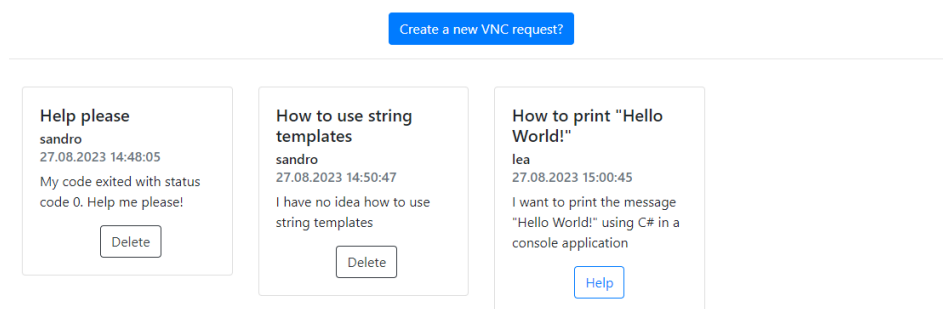 Create a new VNC request?
Help please
sandro
27.08.2023 14:48:05
My code exited with status
code 0. Help me please!
Delete
How to use string
templates
sandro
27.08.2023 14:50:47
I have no idea how to use
string templates
Delete
How to print "Hello
World!"
lea
27.08.2023 15:00:45
I want to print the message
"Hello World!" using C# in a
console application
Help